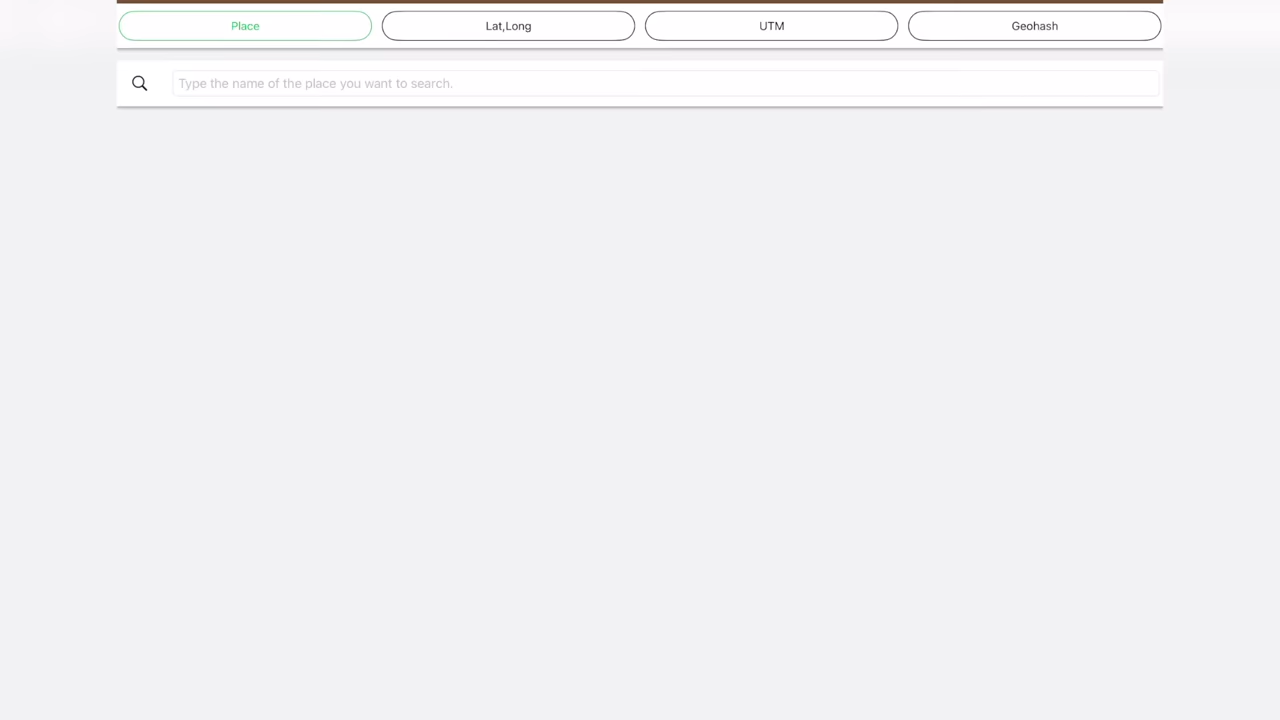 Place Lat,Long UTM Geohash
Type the name of the place you want to search.